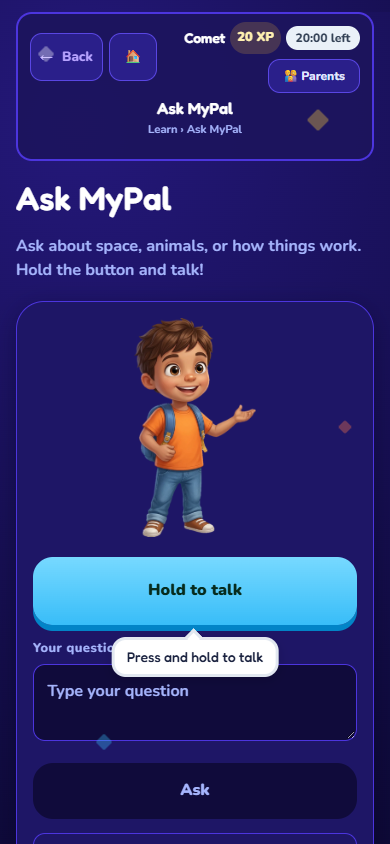 Back
Comet
20 XP
20:00 left
Parents
Ask MyPal
Learn › Ask MyPal
Ask MyPal
Ask about space, animals, or how things work.
Hold the button and talk!
Hold to talk
Your questio
Press and hold to talk
Type your question
Ask